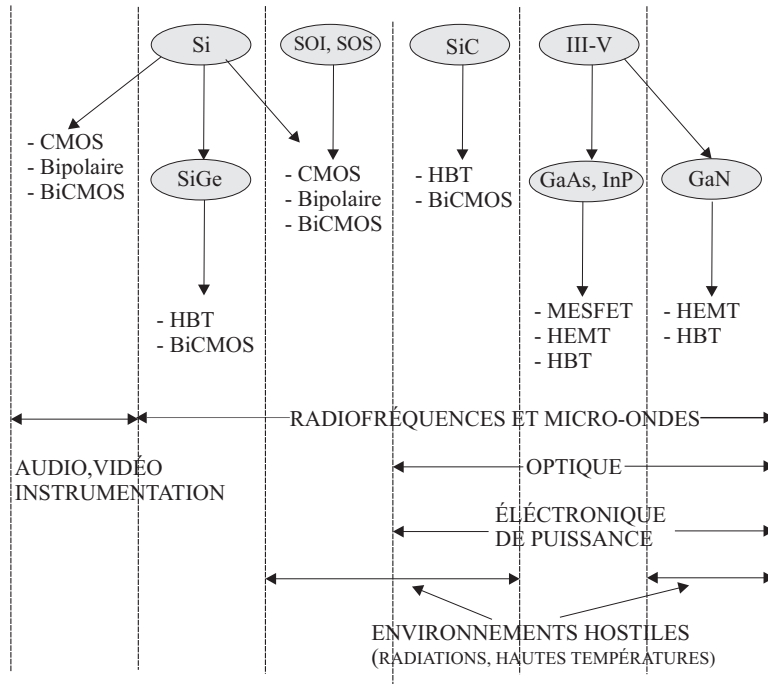 Si
SOI, SOS
SiC
III-V
- CMOS
- Bipolaire
- BiCMOS
SiGe
- CMOS
- Bipolaire
- BiCMOS
- HBT
- BiCMOS
GaAs, InP
GaN
- HBT
- BiCMOS
- MESFET
- HEMT
- HBT
- HEMT
- HBT
RADIOFRÉQUENCES ET MICRO-ONDES
AUDIO,VIDÉO
INSTRUMENTATION
OPTIQUE
ÉLÉCTRONIQUE
DE PUISSANCE
ENVIRONNEMENTS HOSTILES
(RADIATIONS, HAUTES TEMPÉRATURES)